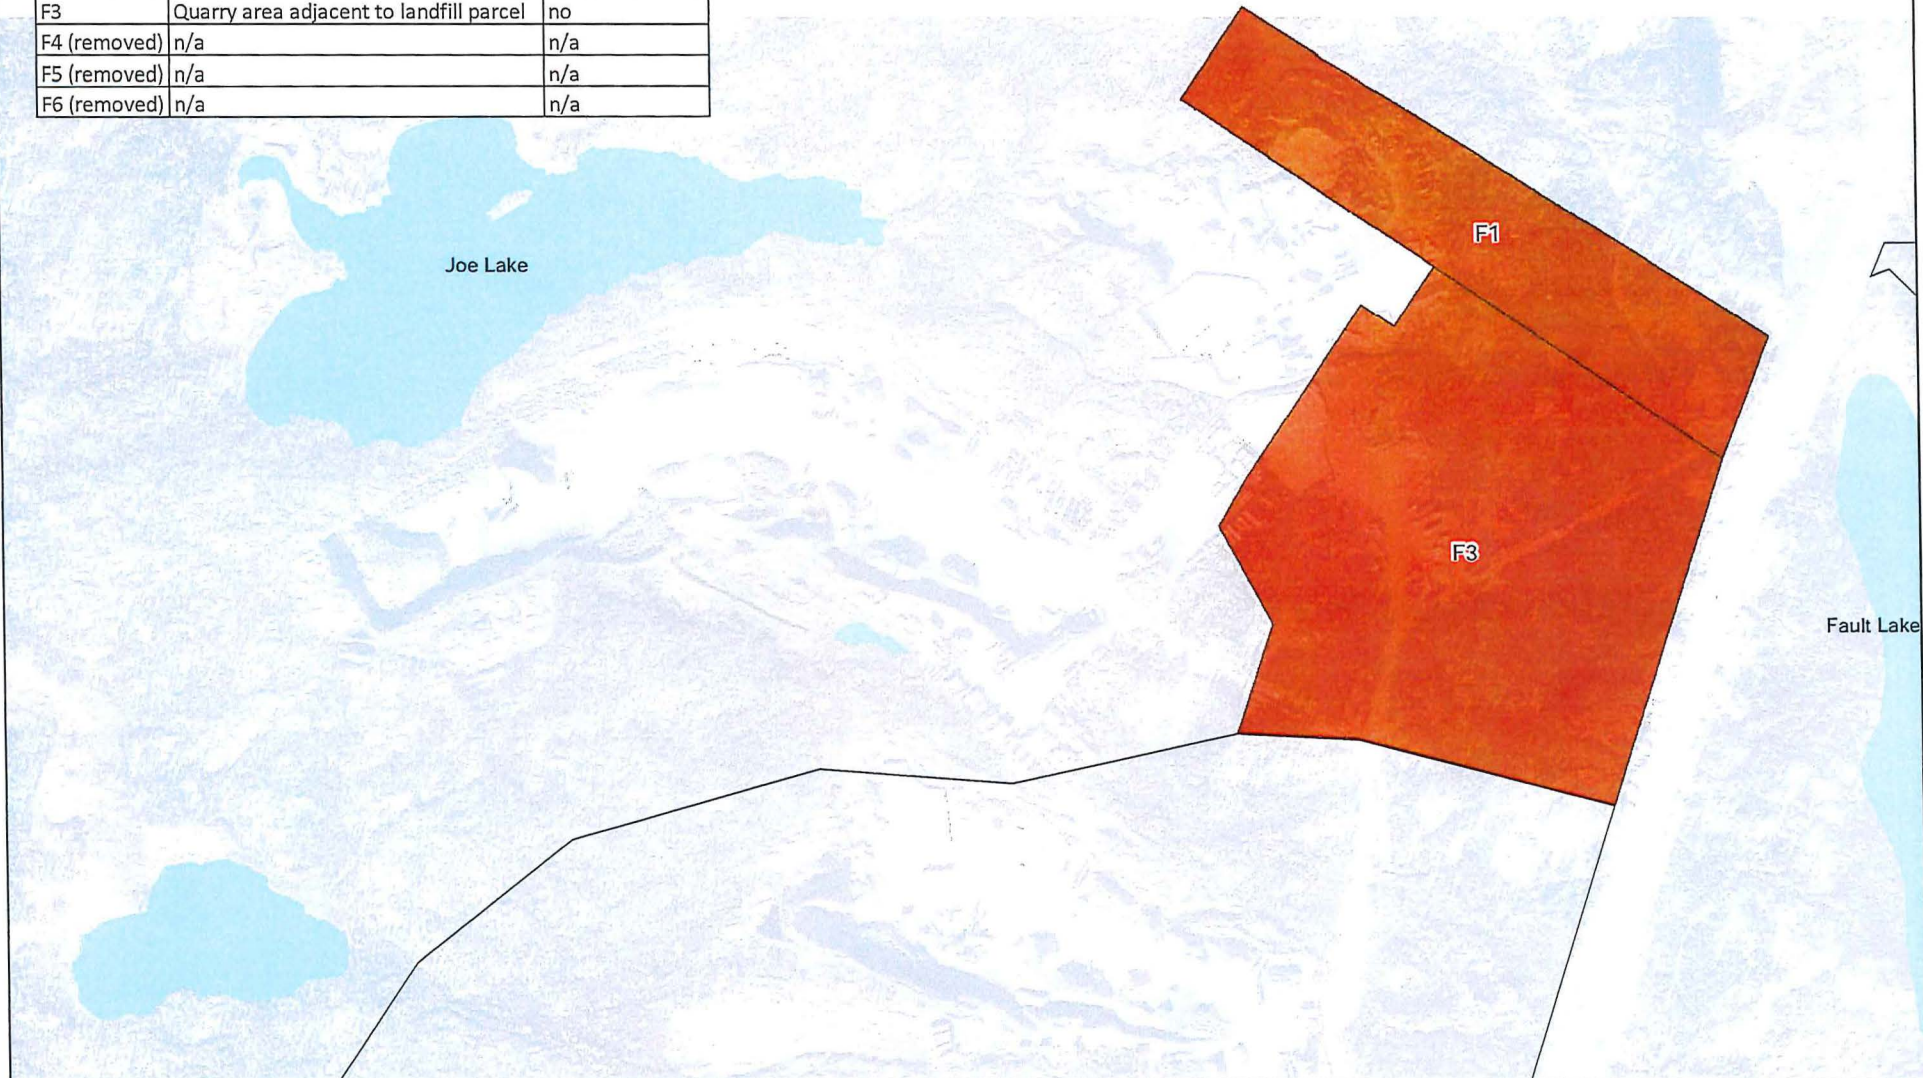 F3 Quarry area adjacent to landfill parcel no
F4 (removed) n/a n/a
F5 (removed) n/a n/a
F6 (removed) n/a n/a
F1
Joe Lake
F3
Fault Lake